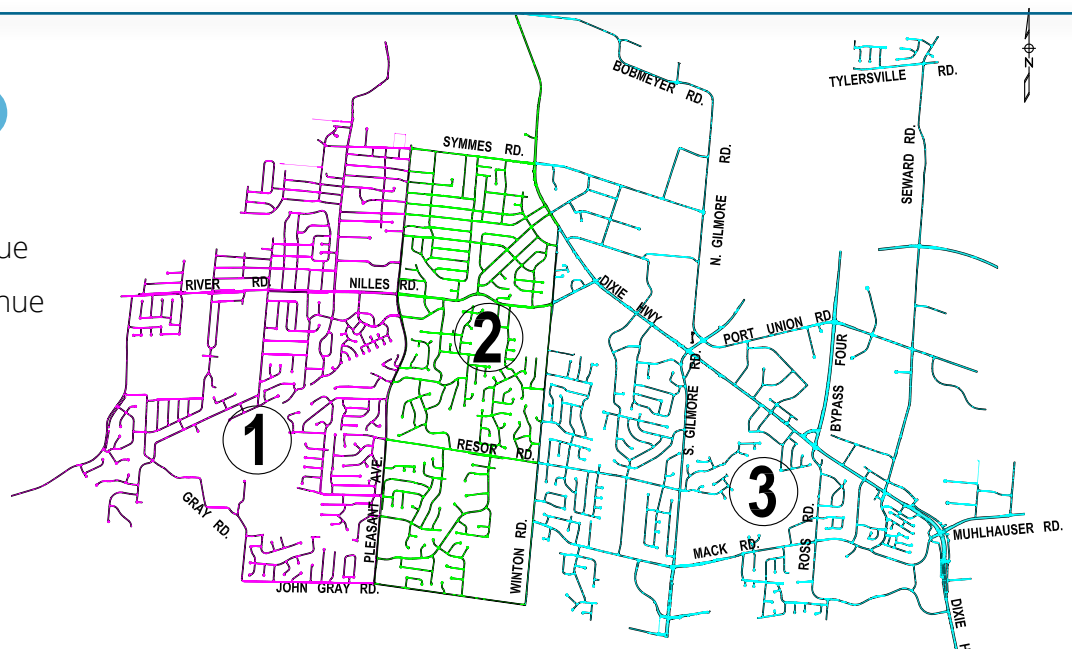 BOBMEYER RD.
TYLERSVILLE RD.
SYMMES RD.
RD.
SEWARD RD.
N. GILMORE
ue
nue
RIVER RD.
NILLES RD.
DIXIE HWY
PORT UNION RD.
2
RD.
FOUR
BYPASS
S. GILMORE
1
RESOR RD.
3
PLEASANT AVE.
GRAY RD.
WINTON RD.
ROSS RD.
MACK RD.
MUHLHAUSER RD.
JOHN GRAY RD.
DIXIE
N